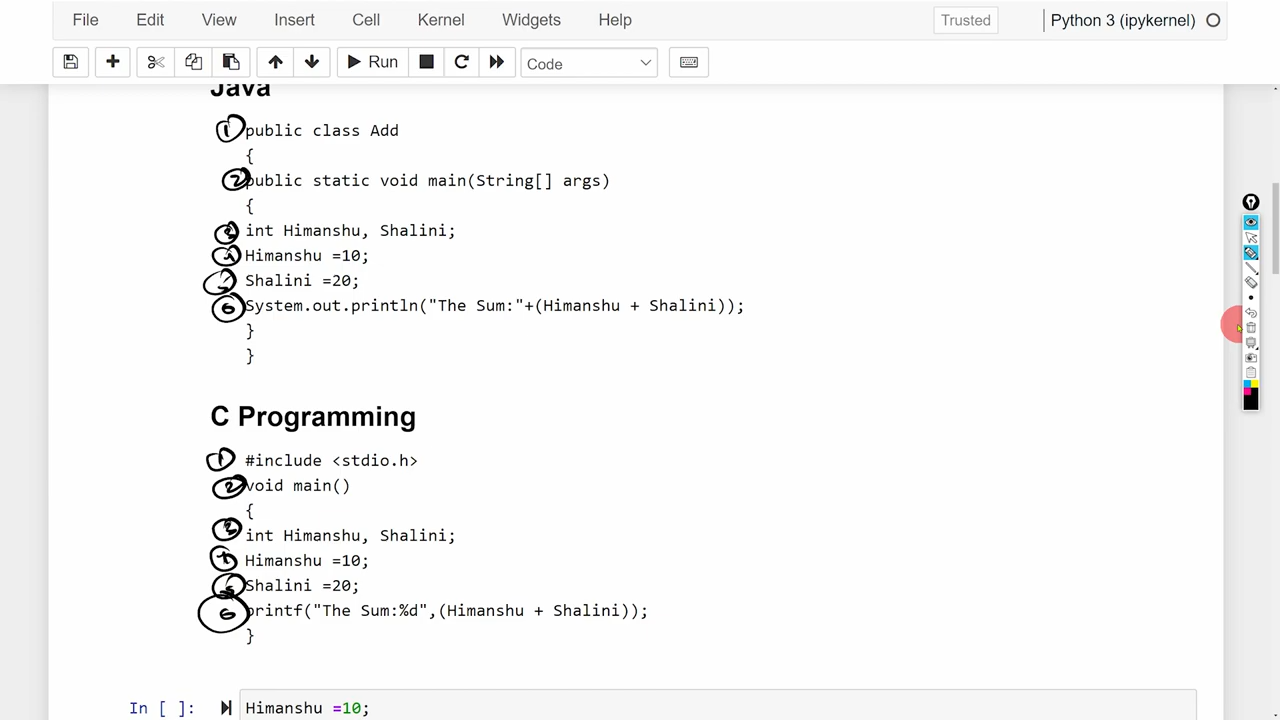 File Edit View Insert Cell Kernel Widgets Help Trusted Python 3 (ipykernel)
Run Code
Java
1 public class Add
{
2 public static void main(String[] args)
{
3 int Himanshu, Shalini;
4 Himanshu =10;
5 Shalini =20;
6 System.out.println("The Sum:"+(Himanshu + Shalini));
}
}
C Programming
1 #include <stdio.h>
2 void main()
{
3 int Himanshu, Shalini;
4 Himanshu =10;
5 Shalini =20;
6 printf("The Sum:%d",(Himanshu + Shalini));
}
In [ ]: Himanshu =10;